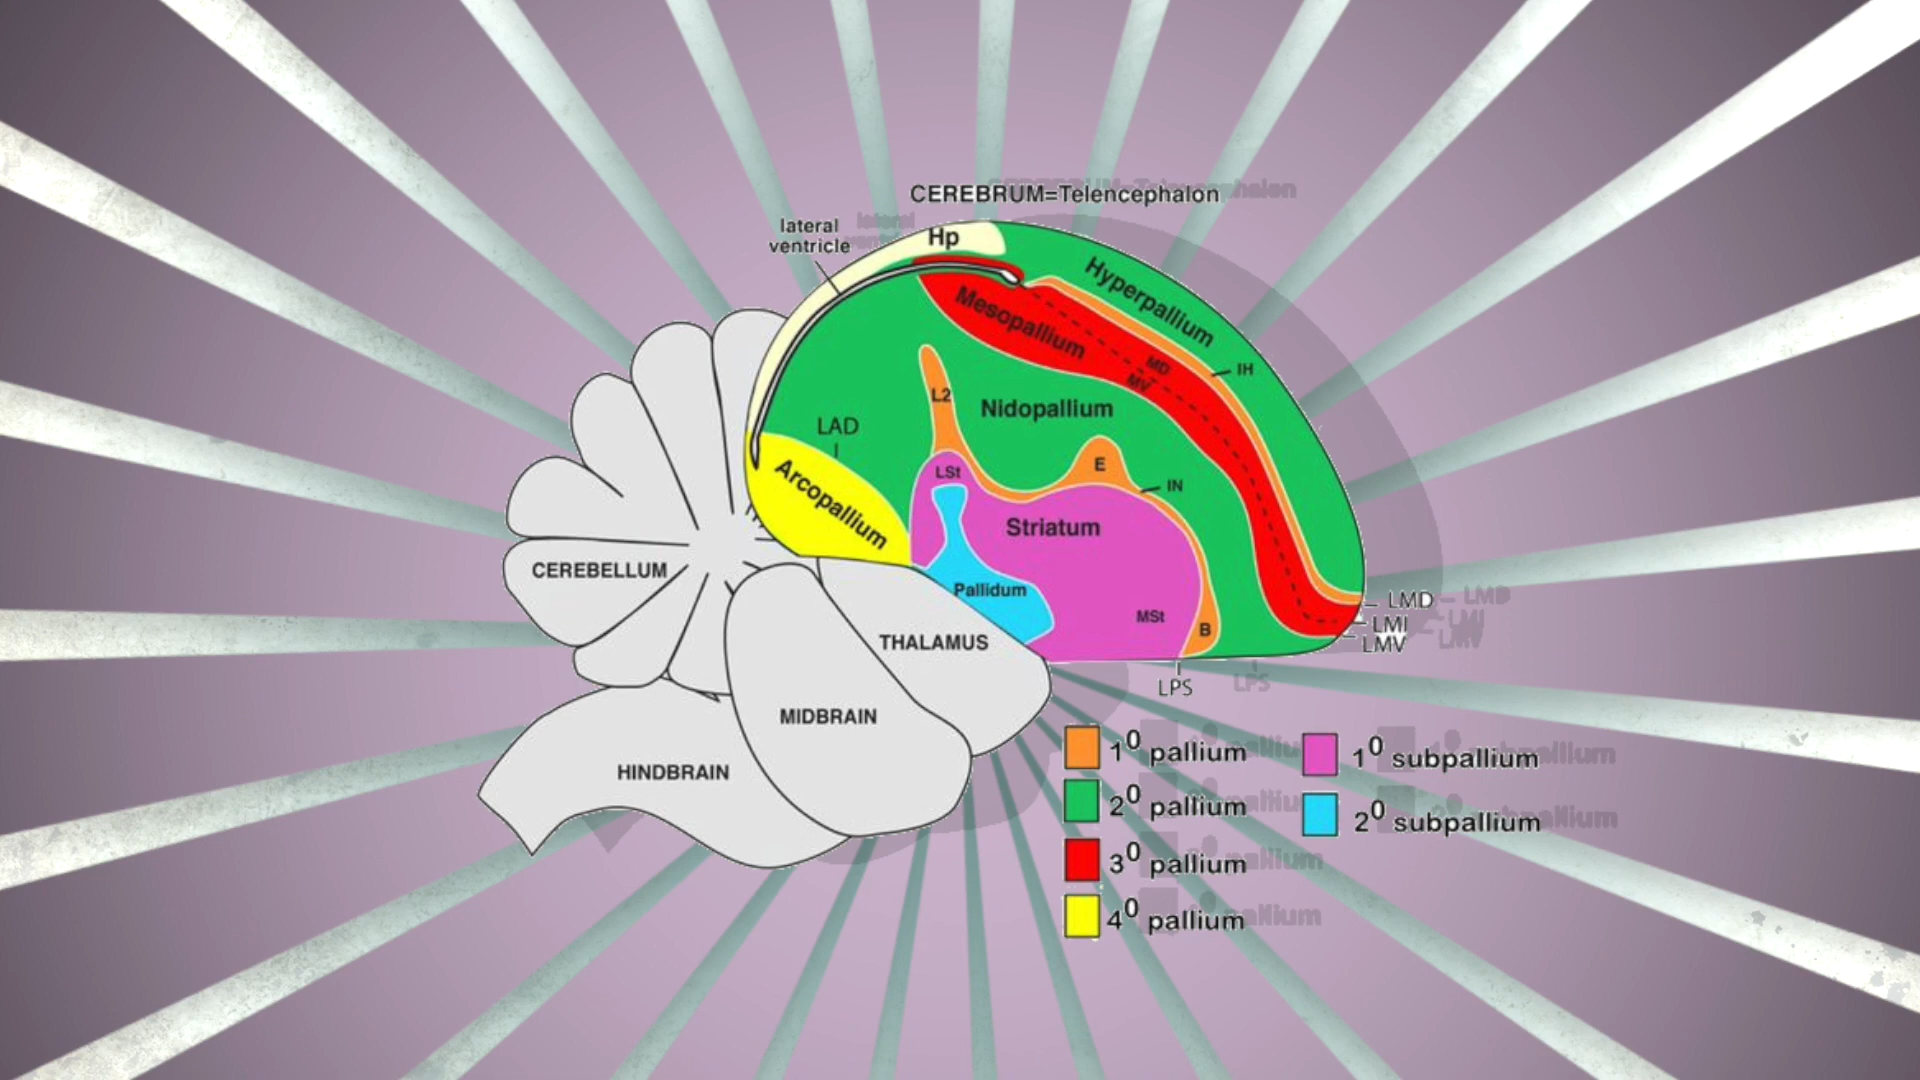 CEREBRUM=Telencephalon
lateral
ventricle
Hp
Hyperpallium
Mesopallium
MD
MV
IH
L2
Nidopallium
LAD
E
LSt
IN
Arcopallium
Striatum
CEREBELLUM
Pallidum
LMD
MSt
B
LMI
LMV
THALAMUS
LPS
MIDBRAIN
HINDBRAIN
1⁰ pallium
2⁰ pallium
3⁰ pallium
4⁰ pallium
1⁰ subpallium
2⁰ subpallium